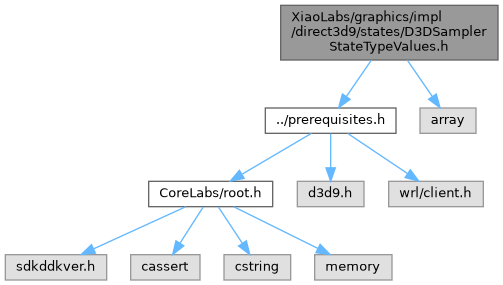 XiaoLabs/graphics/impl
/direct3d9/states/D3DSampler
StateTypeValues.h
../prerequisites.h
array
CoreLabs/root.h
d3d9.h
wrl/client.h
sdkddkver.h
cassert
cstring
memory